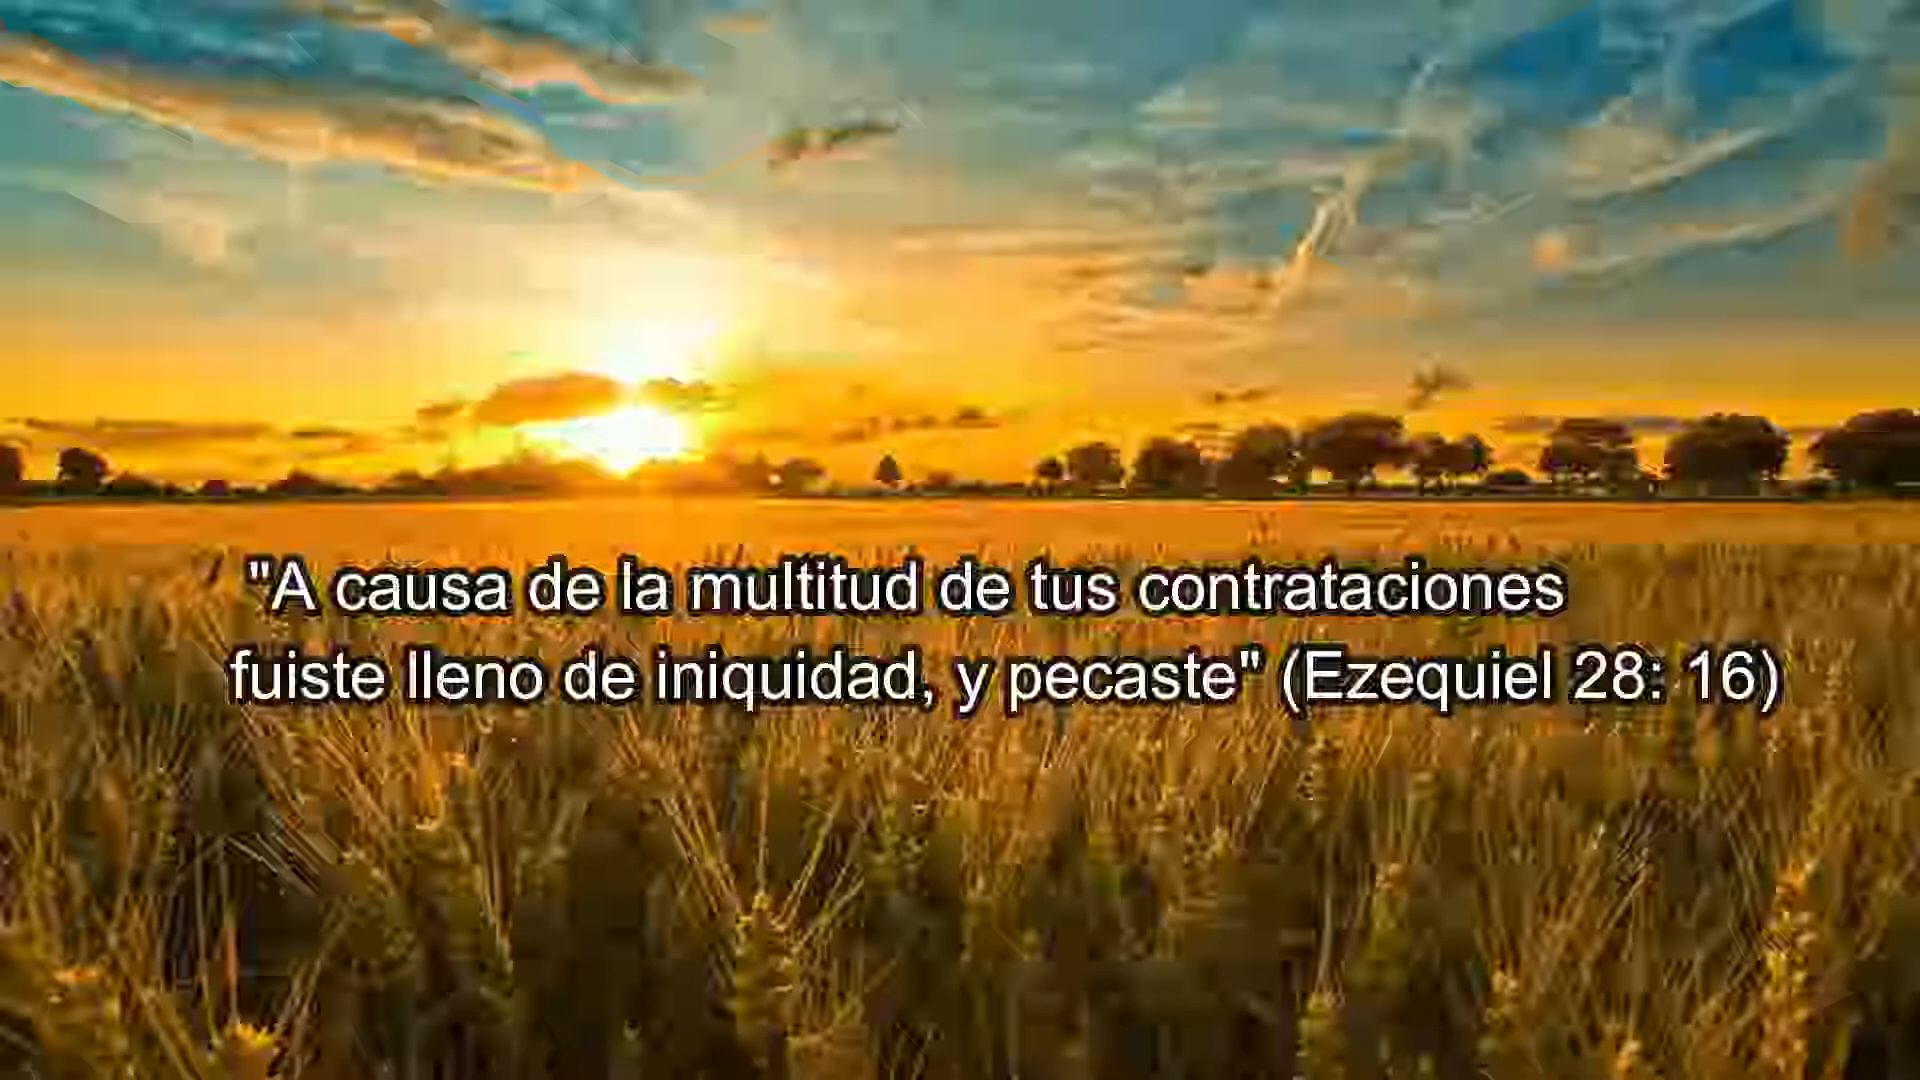 "A causa de la multitud de tus contrataciones
fuiste lleno de iniquidad, y pecaste" (Ezequiel 28: 16)